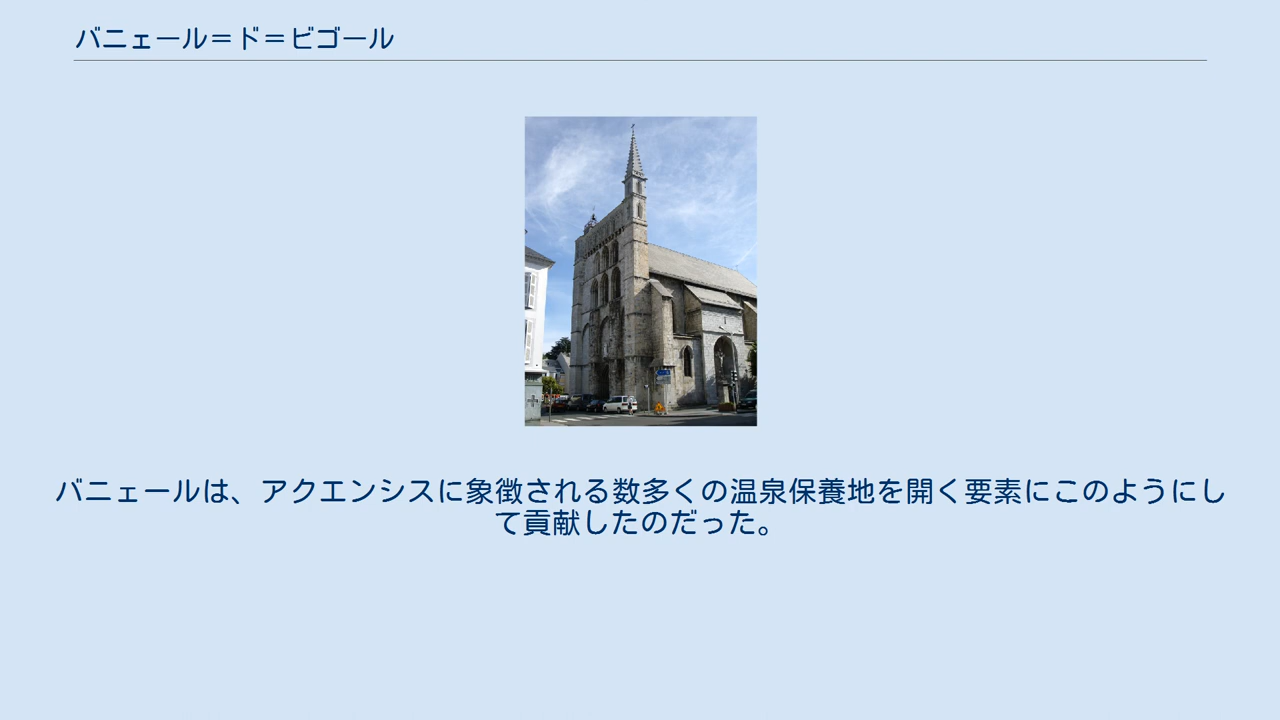 バニェール＝ド＝ビゴール
バニェールは、アクエンシスに象徴される数多くの温泉保養地を開く要素にこのようにし
て貢献したのだった。